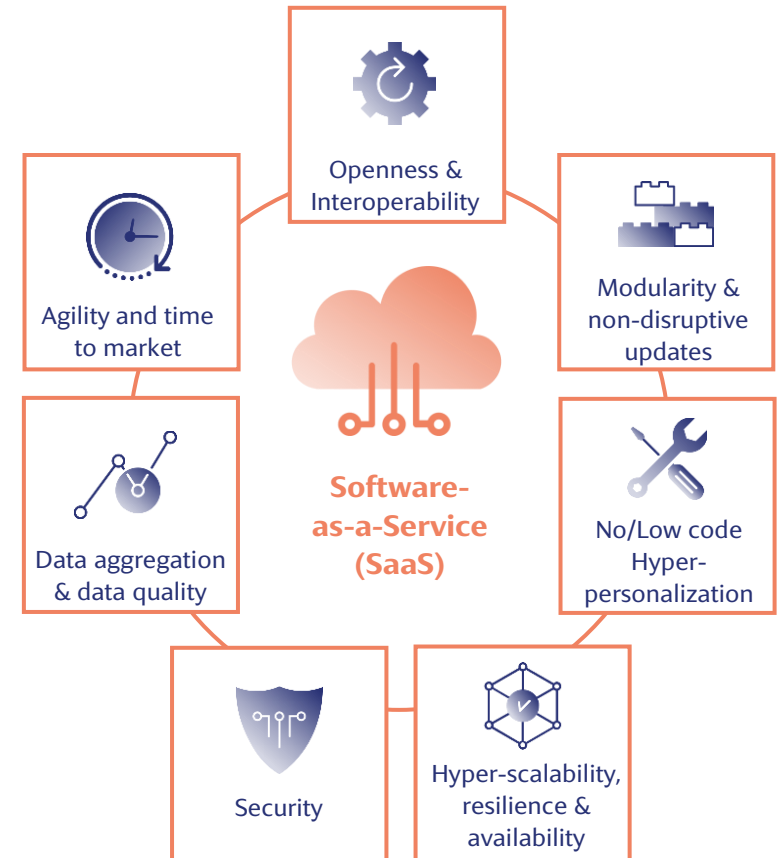 Openness &
Interoperability
Agility and time
to market
Modularity &
non-disruptive
updates
Software-
as-a-Service
(SaaS)
Data aggregation
& data quality
No/Low code
Hyper-
personalization
Security
Hyper-scalability,
resilience &
availability